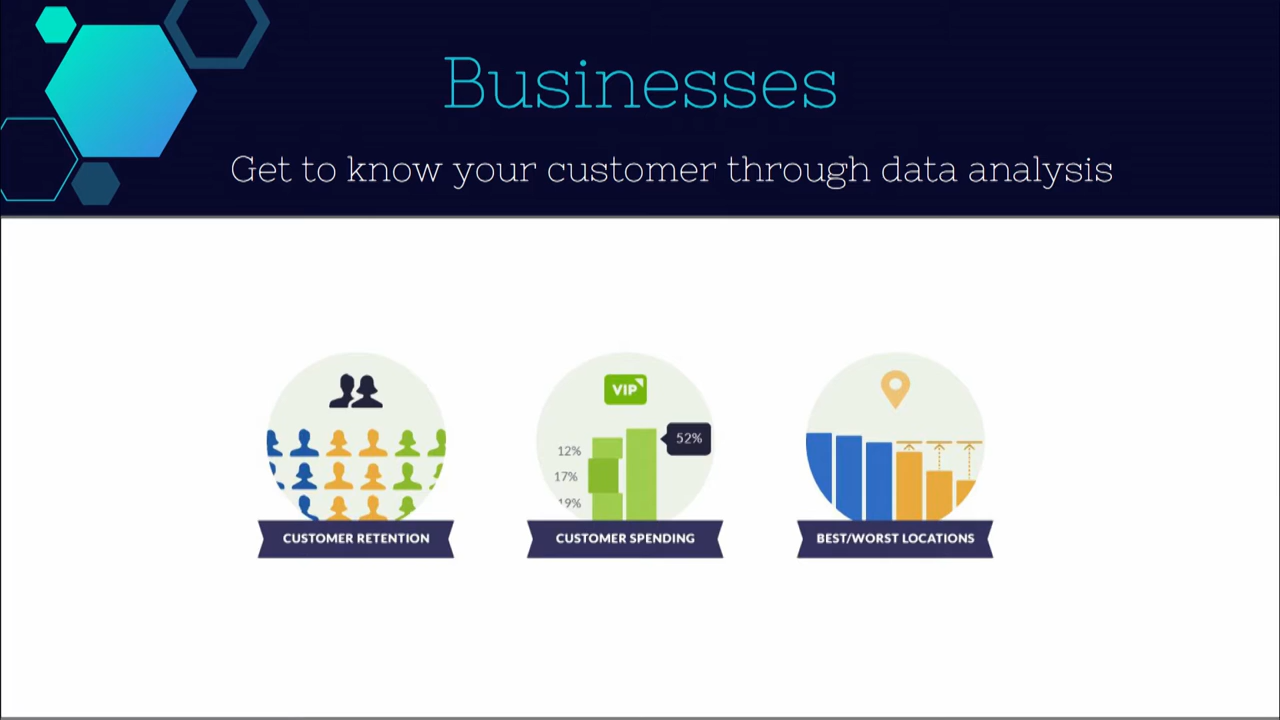 Businesses
Get to know your customer through data analysis
VIP
52%
12%
17%
19%
CUSTOMER RETENTION
CUSTOMER SPENDING
BEST/WORST LOCATIONS